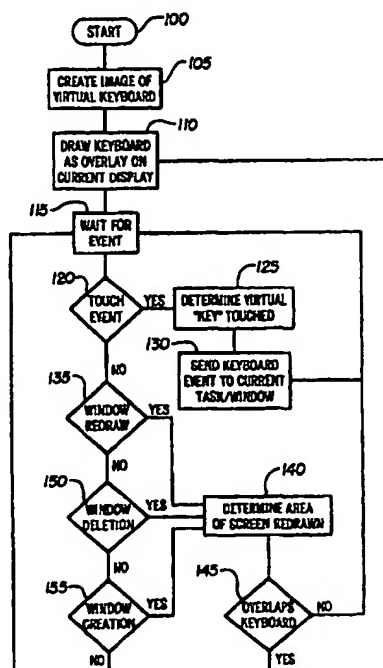 100
START
105
CREATE IMAGE OF
VIRTUAL KEYBOARD
110
DRAW KEYBOARD
AS OVERLAY ON
CURRENT DISPLAY
115
WAIT FOR
EVENT
120
TOUCH
EVENT
YES
125
DETERMINE VIRTUAL
"KEY" TOUCHED
130
SEND KEYBOARD
EVENT TO CURRENT
TASK/WINDOW
NO
135
WINDOW
REDRAW
YES
NO
150
WINDOW
DELETION
YES
140
DETERMINE AREA
OF SCREEN REDRAWN
NO
155
WINDOW
CREATION
YES
145
OVERLAPS
KEYBOARD
NO
NO
YES